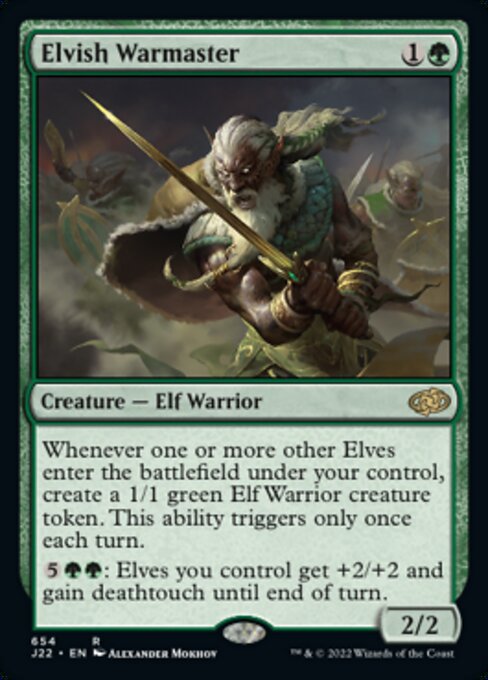 Elvish Warmaster 1
Creature — Elf Warrior
Whenever one or more other Elves
enter the battlefield under your control,
create a 1/1 green Elf Warrior creature
token. This ability triggers only once
each turn.
5: Elves you control get +2/+2 and
gain deathtouch until end of turn.
2/2
654 R
J22 • EN Alexander Mokhov
™ & © 2022 Wizards of the Coast